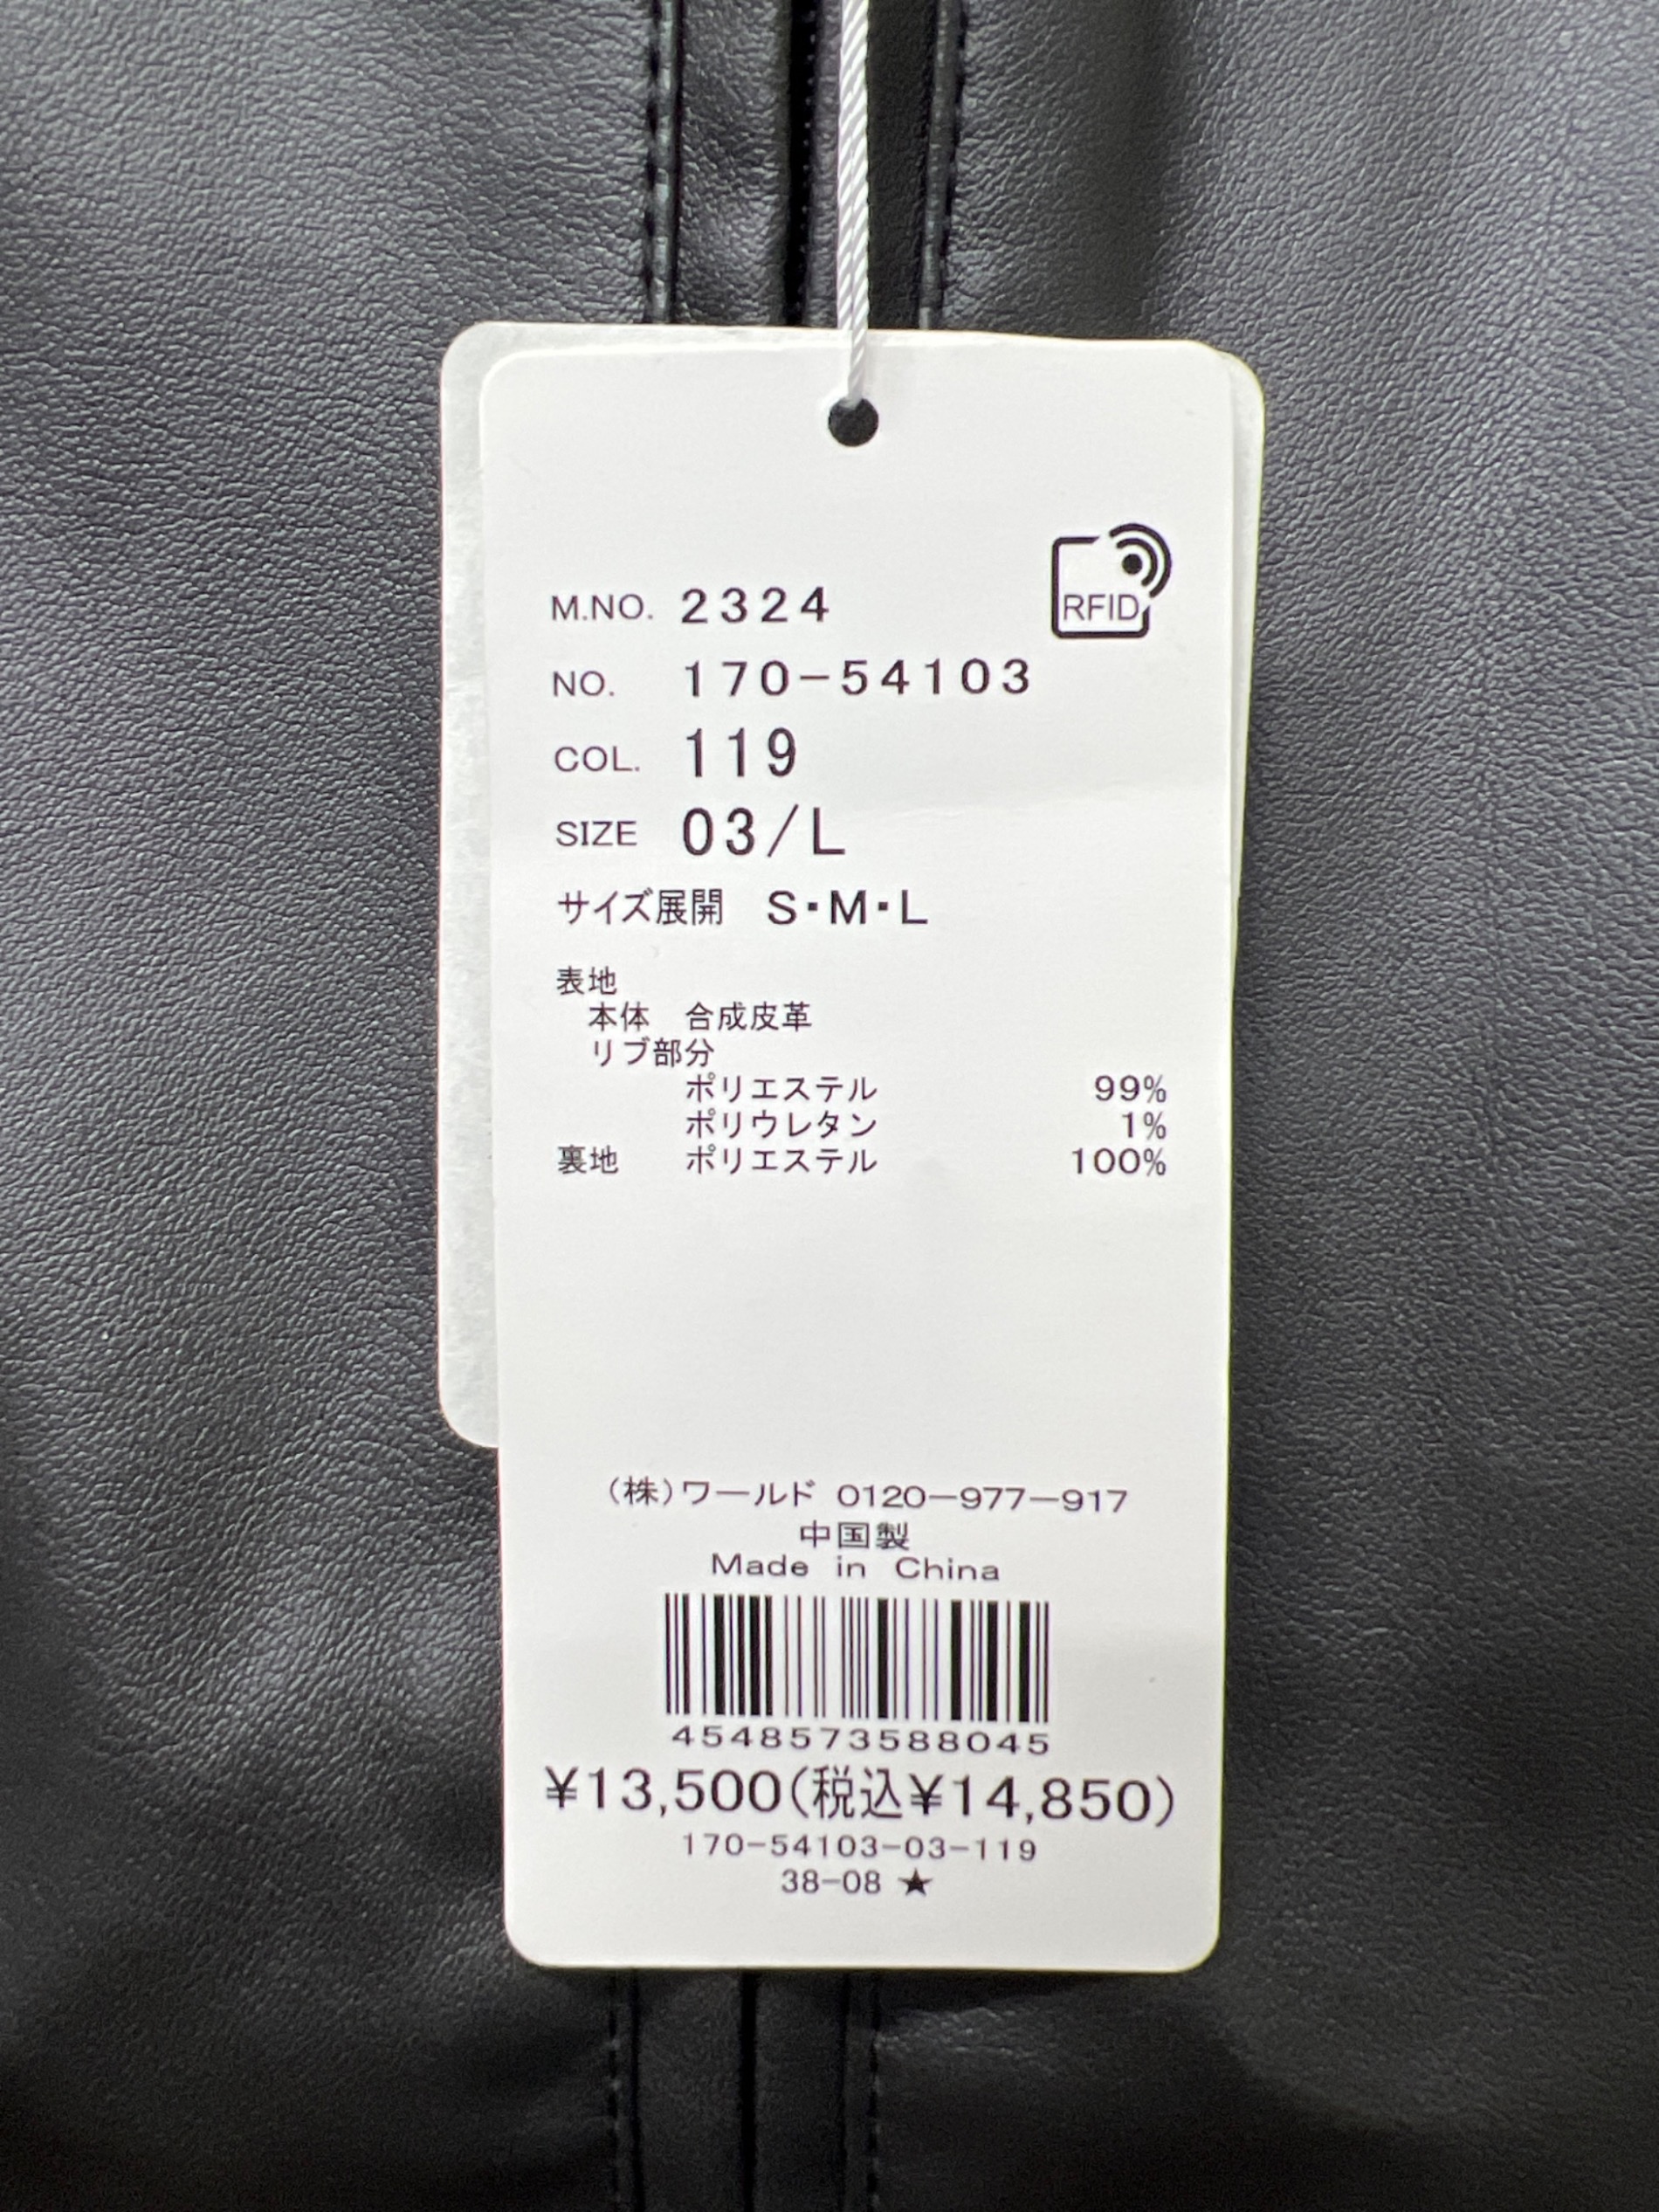 RFID
M.NO. 2324
NO. 170-54103
COL. 119
SIZE 03/L
サイズ展開 S・M・L
表地
本体 合成皮革
リブ部分
ポリエステル 99%
ポリウレタン 1%
裏地 ポリエステル 100%
(株)ワールド 0120-977-917
中国製
Made in China
4548573588045
¥13,500(税込¥14,850)
170-54103-03-119
38-08 ★